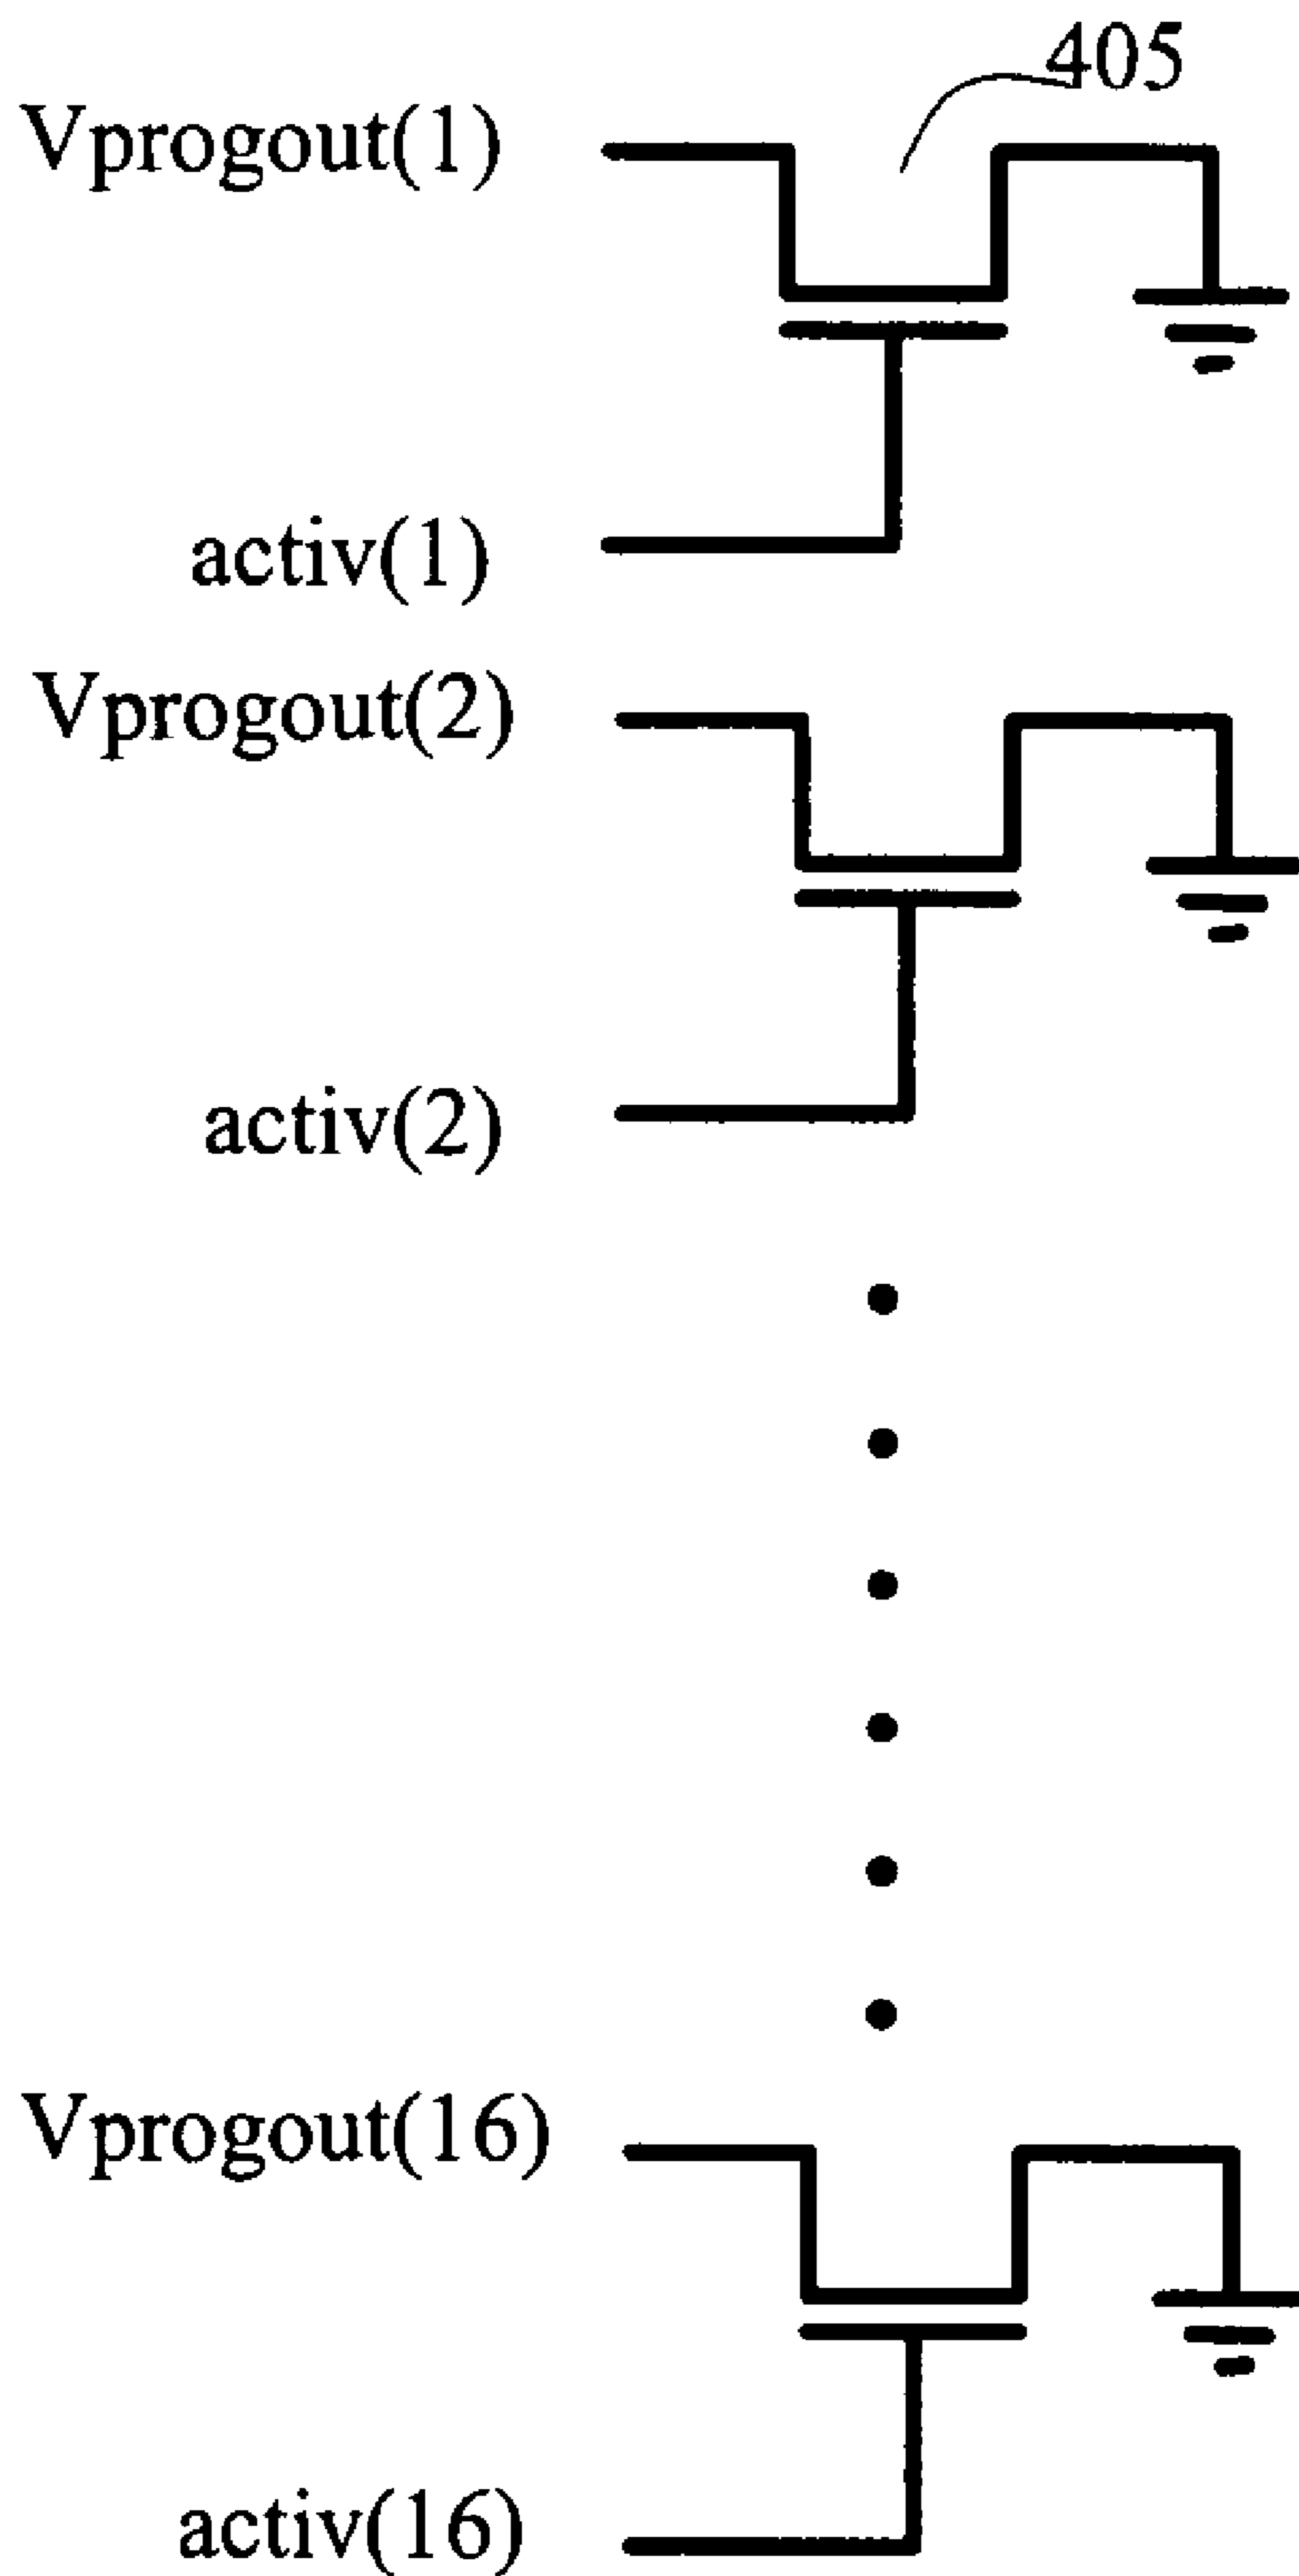 405
Vprogout(1)
activ(1)
Vprogout(2)
activ(2)
Vprogout(16)
activ(16)